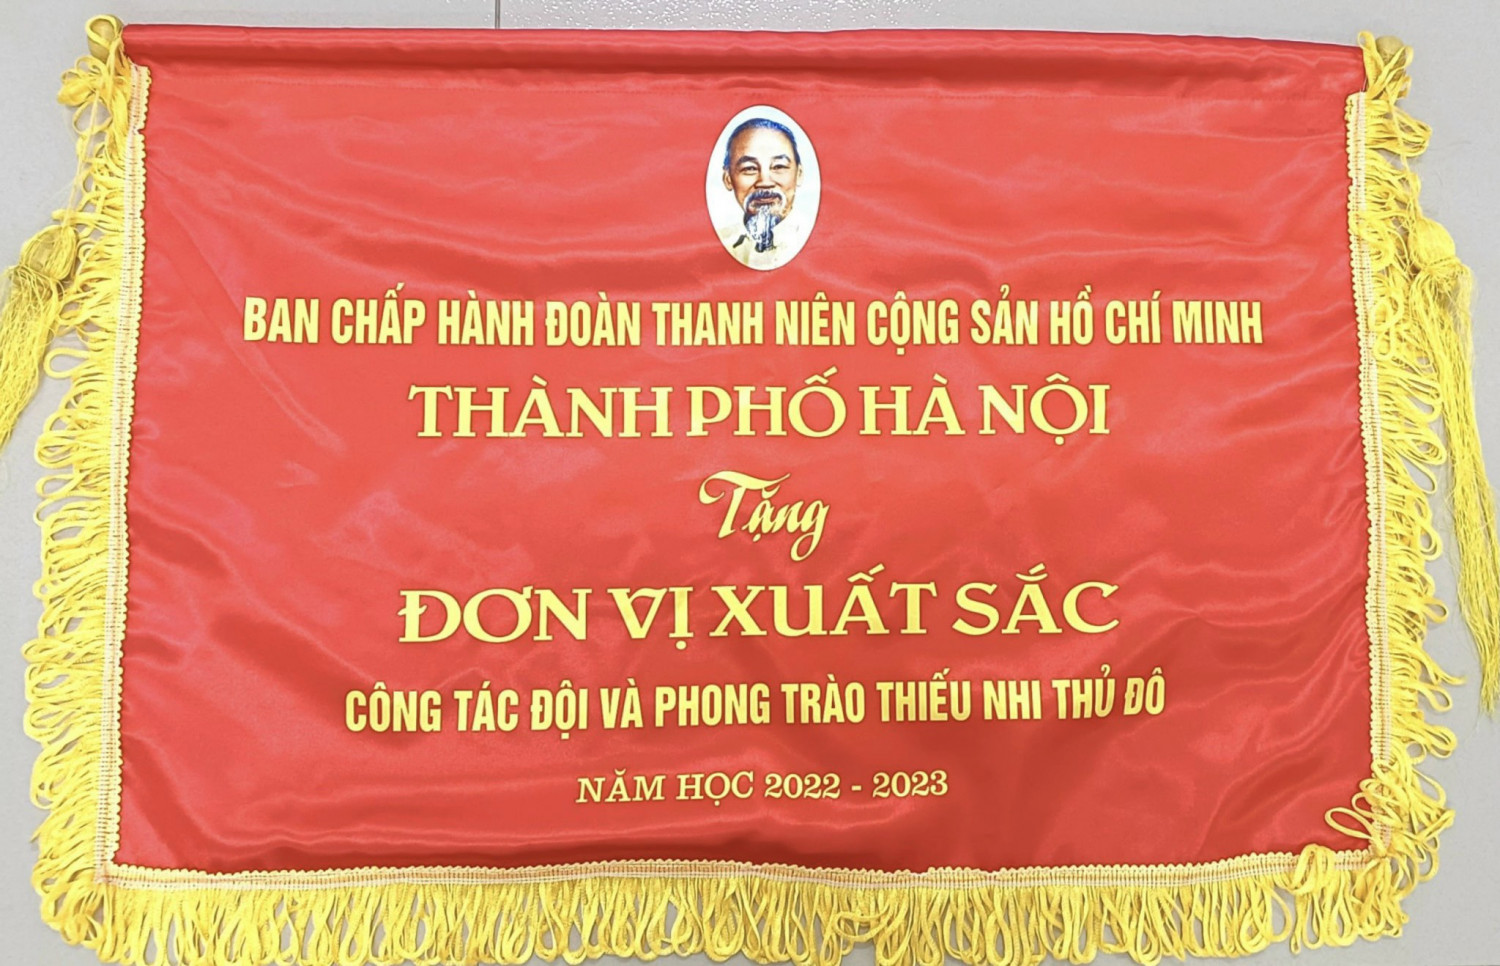 BAN CHẤP HÀNH ĐOÀN THANH NIÊN CỘNG SẢN HỒ CHÍ MINH
THÀNH PHỐ HÀ NỘI
Tặng
ĐƠN VỊ XUẤT SẮC
CÔNG TÁC ĐỘI VÀ PHONG TRÀO THIẾU NHI THỦ ĐÔ
NĂM HỌC 2022 - 2023